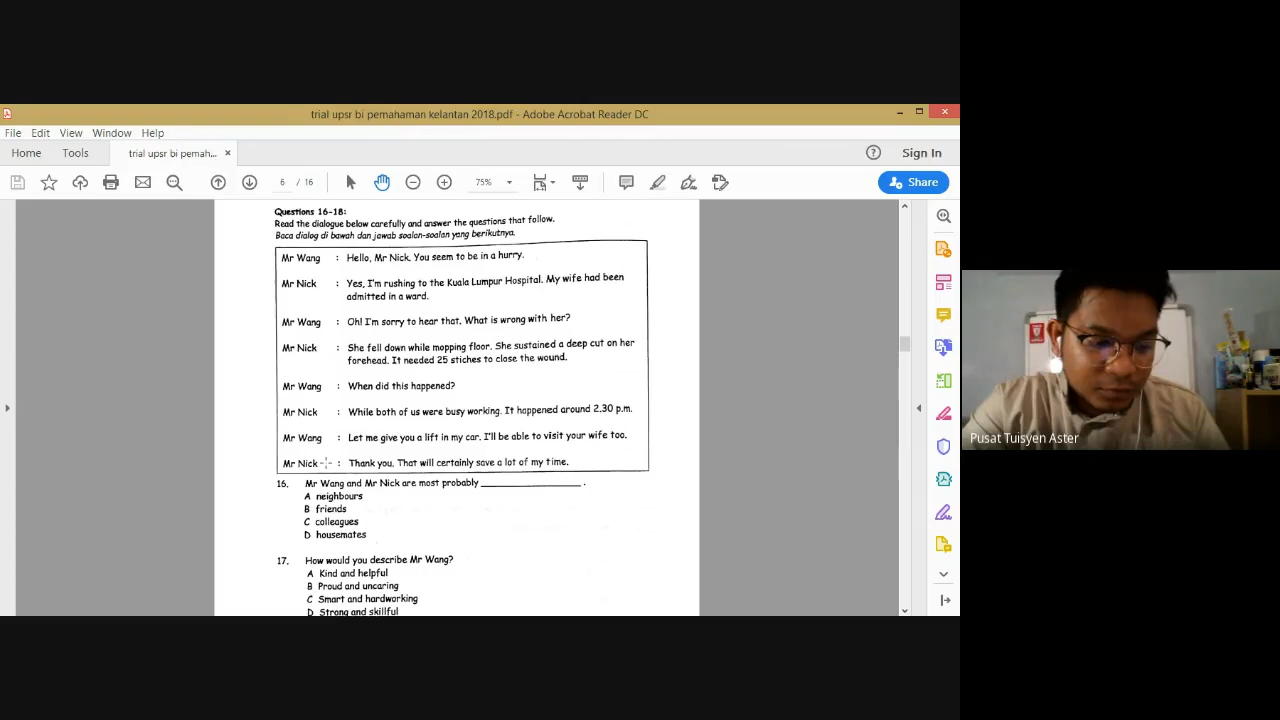 trial upsr bi pemahaman kelantan 2018.pdf - Adobe Acrobat Reader DC
File Edit View Window Help
Home Tools trial upsr bi pemah... × Sign In
6 / 16 75% Share
Questions 16-18:
Read the dialogue below carefully and answer the questions that follow.
Baca dialog di bawah dan jawab soalan-soalan yang berikutnya.
Mr Wang : Hello, Mr Nick. You seem to be in a hurry.
Mr Nick : Yes, I'm rushing to the Kuala Lumpur Hospital. My wife had been
admitted in a ward.
Mr Wang : Oh! I'm sorry to hear that. What is wrong with her?
Mr Nick : She fell down while mopping floor. She sustained a deep cut on her
forehead. It needed 25 stiches to close the wound.
Mr Wang : When did this happened?
Mr Nick : While both of us were busy working. It happened around 2.30 p.m.
Mr Wang : Let me give you a lift in my car. I'll be able to visit your wife too.
Mr Nick : Thank you. That will certainly save a lot of my time.
16. Mr Wang and Mr Nick are most probably ____________________ .
A neighbours
B friends
C colleagues
D housemates
17. How would you describe Mr Wang?
A Kind and helpful
B Proud and uncaring
C Smart and hardworking
D Strong and skillful
Pusat Tuisyen Aster